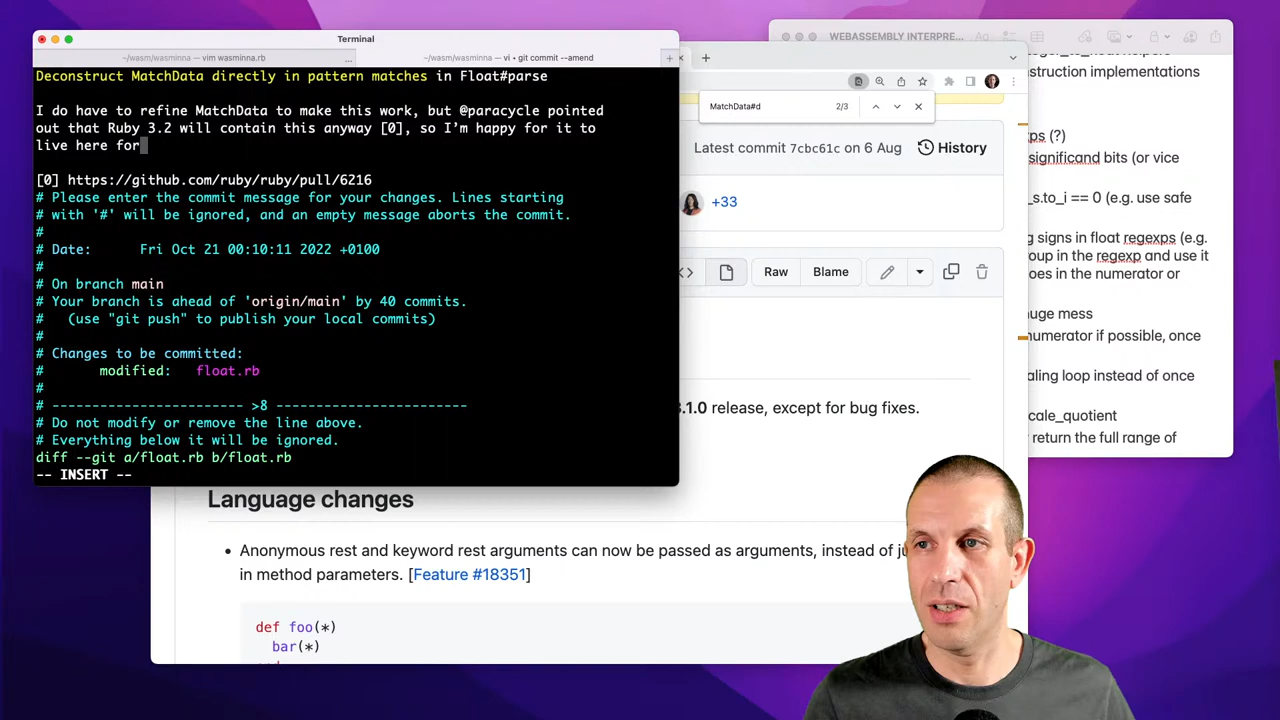 Terminal
~/wasm/wasminna — vim wasminna.rb
...
~/wasm/wasminna — vi • git commit --amend
+
Deconstruct MatchData directly in pattern matches in Float#parse
I do have to refine MatchData to make this work, but @paracycle pointed
out that Ruby 3.2 will contain this anyway [0], so I'm happy for it to
live here for
[0] https://github.com/ruby/ruby/pull/6216
# Please enter the commit message for your changes. Lines starting
# with '#' will be ignored, and an empty message aborts the commit.
#
# Date:      Fri Oct 21 00:10:11 2022 +0100
#
# On branch main
# Your branch is ahead of 'origin/main' by 40 commits.
#   (use "git push" to publish your local commits)
#
# Changes to be committed:
#       modified:   float.rb
#
# ------------------------ >8 ------------------------
# Do not modify or remove the line above.
# Everything below it will be ignored.
diff --git a/float.rb b/float.rb
-- INSERT --
MatchData#d
2/3
Latest commit 7cbc61c on 6 Aug
History
+33
Raw
Blame
3.1.0 release, except for bug fixes.
Language changes
• Anonymous rest and keyword rest arguments can now be passed as arguments, instead of
in method parameters. [Feature #18351]
def foo(*)
bar(*)
WEBASSEMBLY INTERPRE...
Aa
struction implementations
(?)
significand bits (or vice
_s.to_i == 0 (e.g. use safe
signs in float regexps (e.g.
oup in the regexp and use it
oes in the numerator or
huge mess
numerator if possible, once
aling loop instead of once
cale_quotient
return the full range of